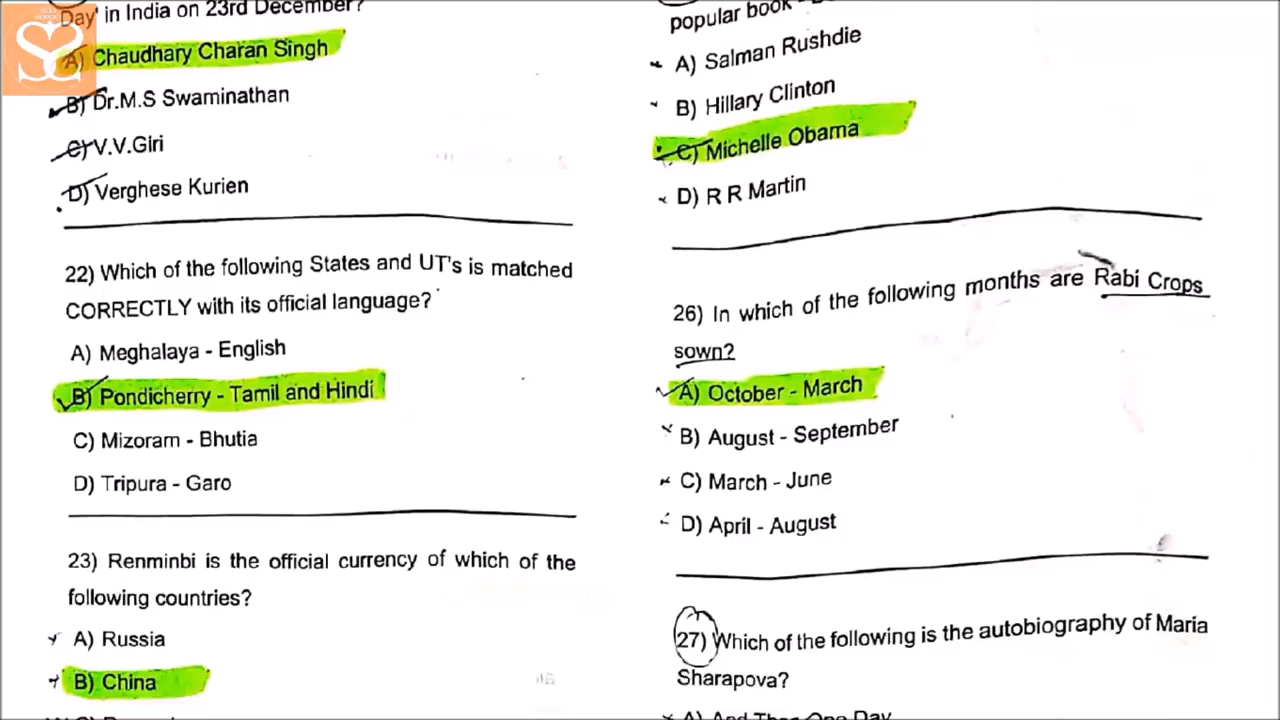 Day' in India on 23rd December?
A) Chaudhary Charan Singh
B) Dr.M.S Swaminathan
C) V.V.Giri
D) Verghese Kurien
22) Which of the following States and UT's is matched
CORRECTLY with its official language?
A) Meghalaya - English
B) Pondicherry - Tamil and Hindi
C) Mizoram - Bhutia
D) Tripura - Garo
23) Renminbi is the official currency of which of the
following countries?
A) Russia
B) China
popular book -
A) Salman Rushdie
B) Hillary Clinton
C) Michelle Obama
D) R R Martin
26) In which of the following months are Rabi Crops
sown?
A) October - March
B) August - September
C) March - June
D) April - August
27) Which of the following is the autobiography of Maria
Sharapova?
A) And Then One Day